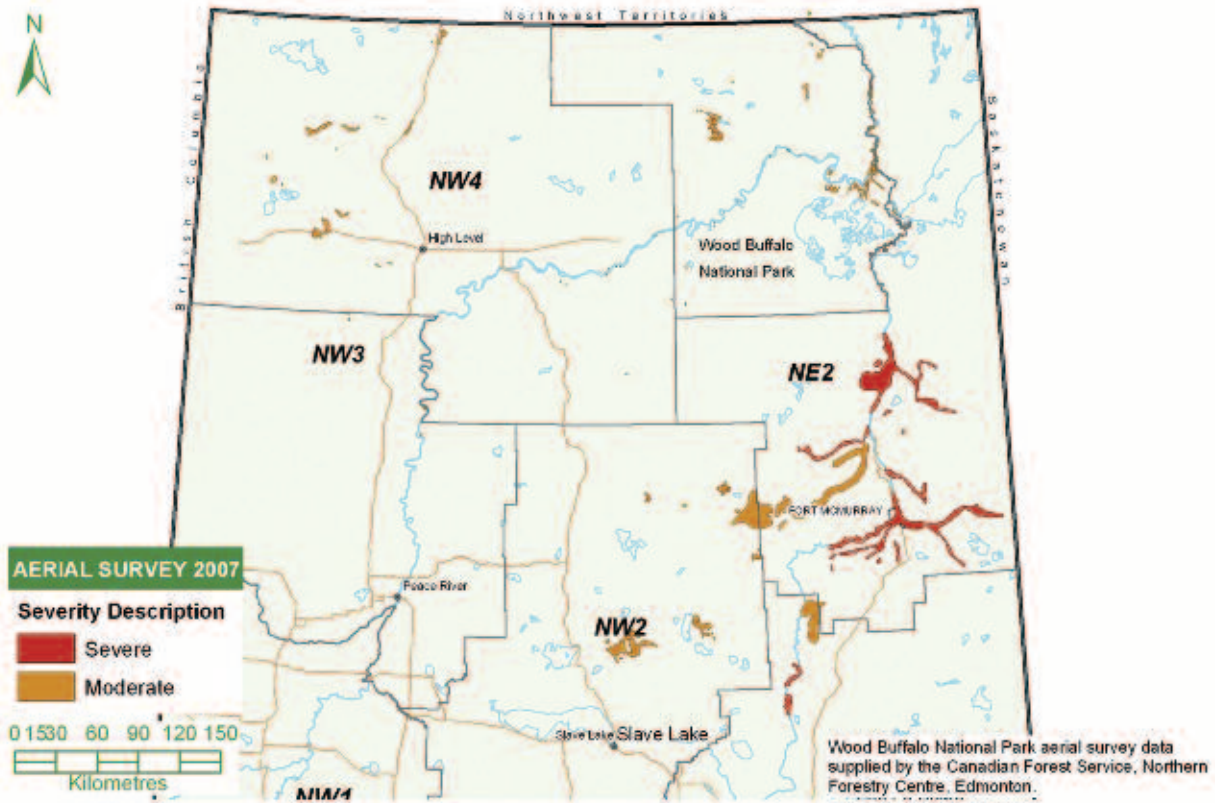 N
Northwest Territories
British Columbia
Saskatchewan
NW4
High Level
Wood Buffalo
National Park
NW3
NE2
FORT MCMURRAY
AERIAL SURVEY 2007
Severity Description
Severe
Moderate
Peace River
NW2
0 15 30 60 90 120 150
Kilometres
Slave Lake Slave Lake
NW1
Wood Buffalo National Park aerial survey data
supplied by the Canadian Forest Service, Northern
Forestry Centre, Edmonton.